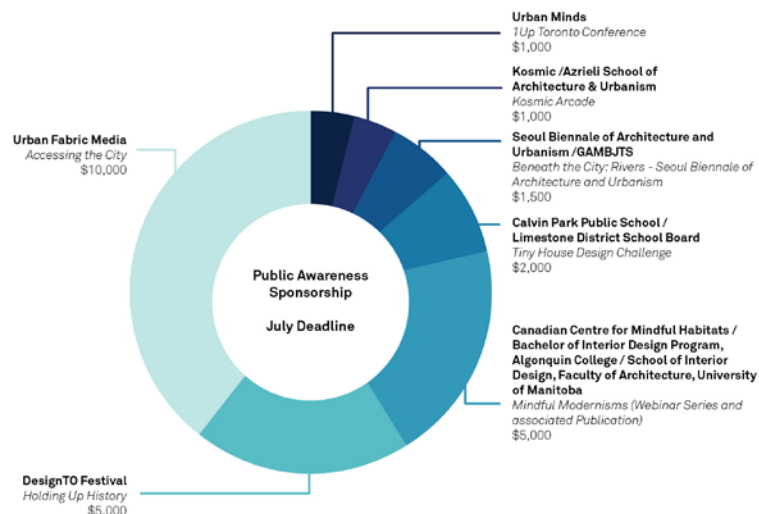 Urban Minds
1Up Toronto Conference
$1,000
Kosmic /Azrieli School of
Architecture & Urbanism
Kosmic Arcade
$1,000
Seoul Biennale of Architecture and
Urbanism /GAMBJTS
Beneath the City: Rivers - Seoul Biennale of
Architecture and Urbanism
$1,500
Calvin Park Public School /
Limestone District School Board
Tiny House Design Challenge
$2,000
Canadian Centre for Mindful Habitats /
Bachelor of Interior Design Program,
Algonquin College / School of Interior
Design, Faculty of Architecture, University
of Manitoba
Mindful Modernisms (Webinar Series and
associated Publication)
$5,000
DesignTO Festival
Holding Up History
$5,000
Urban Fabric Media
Accessing the City
$10,000
Public Awareness
Sponsorship
July Deadline